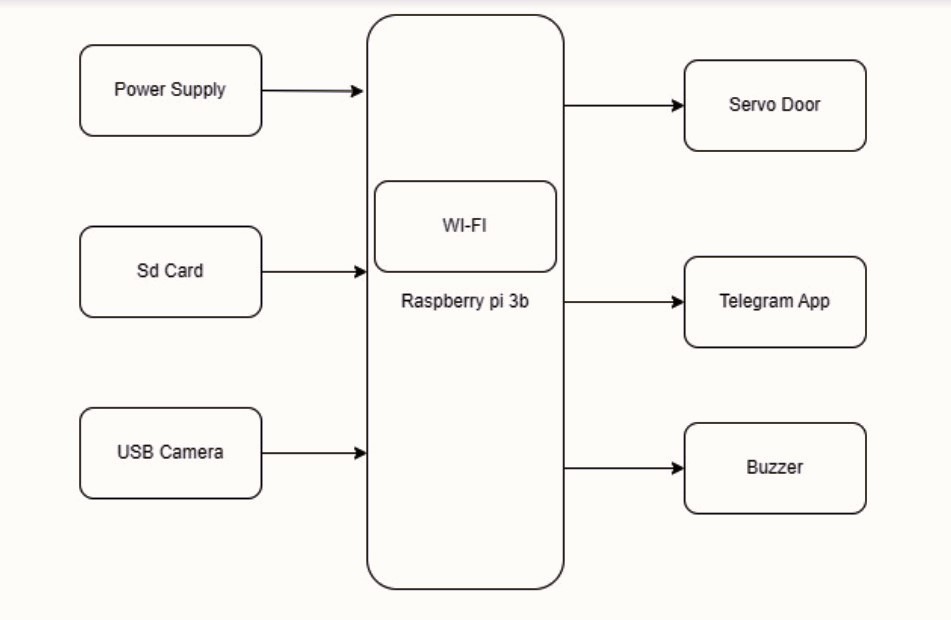 Power Supply
Sd Card
USB Camera
WI-FI
Raspberry pi 3b
Servo Door
Telegram App
Buzzer